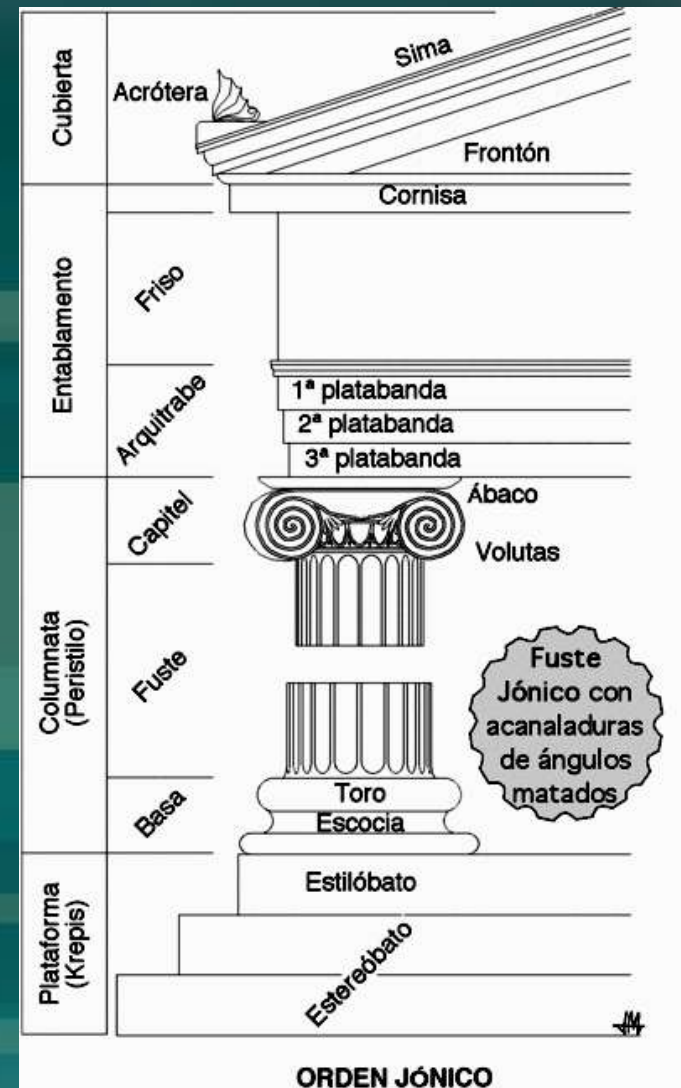 Cubierta
Acrótera
Sima
Frontón
Cornisa
Entablamento
Friso
Arquitrabe
1ª platabanda
2ª platabanda
3ª platabanda
Columnata
(Peristilo)
Capitel
Ábaco
Volutas
Fuste
Fuste
Jónico con
acanaladuras
de ángulos
matados
Basa
Toro
Escocia
Plataforma
(Krepis)
Estilóbato
Estereóbato
ORDEN JÓNICO